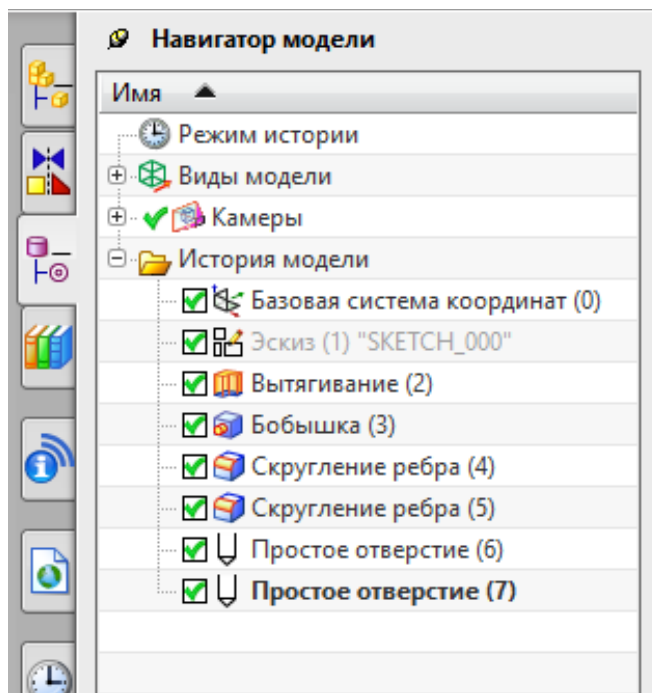 Навигатор модели
Имя
Режим истории
Виды модели
Камеры
История модели
Базовая система координат (0)
Эскиз (1) "SKETCH_000"
Вытягивание (2)
Бобышка (3)
Скругление ребра (4)
Скругление ребра (5)
Простое отверстие (6)
Простое отверстие (7)